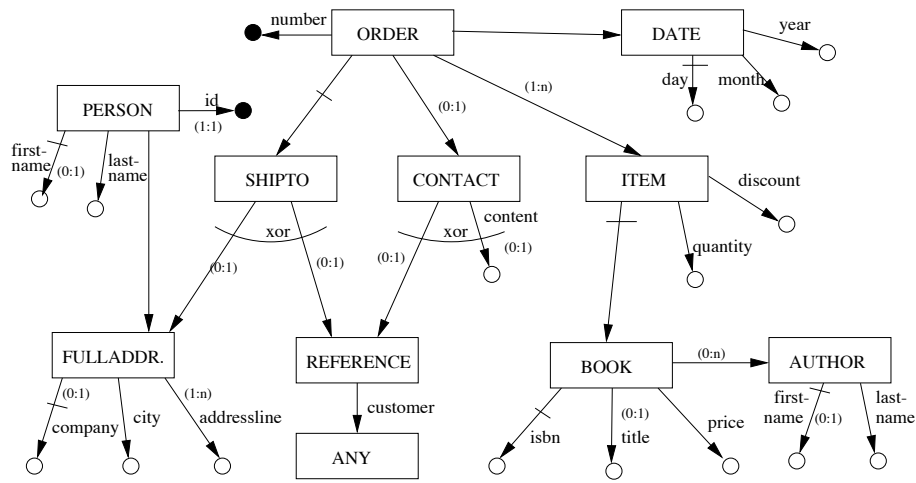 number
ORDER
DATE
year
day
month
PERSON
id
(1:1)
(0:1)
(1:n)
first-
name
(0:1)
last-
name
SHIPTO
CONTACT
ITEM
discount
xor
xor
content
(0:1)
(0:1)
(0:1)
(0:1)
quantity
FULLADDR.
REFERENCE
BOOK
(0:n)
AUTHOR
(0:1)
company
city
(1:n)
addressline
customer
ANY
isbn
(0:1)
title
price
first-
name
(0:1)
last-
name